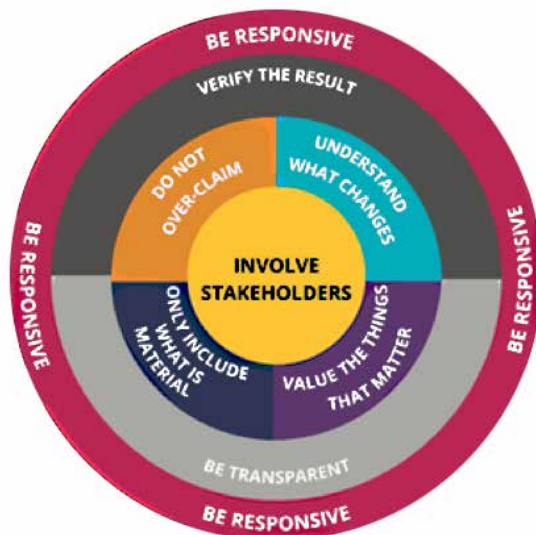 BE RESPONSIVE
VERIFY THE RESULT
DO NOT
OVER-CLAIM
UNDERSTAND
WHAT CHANGES
BE RESPONSIVE
INVOLVE
STAKEHOLDERS
BE RESPONSIVE
ONLY INCLUDE
WHAT IS
MATERIAL
VALUE THE THINGS
THAT MATTER
BE TRANSPARENT
BE RESPONSIVE